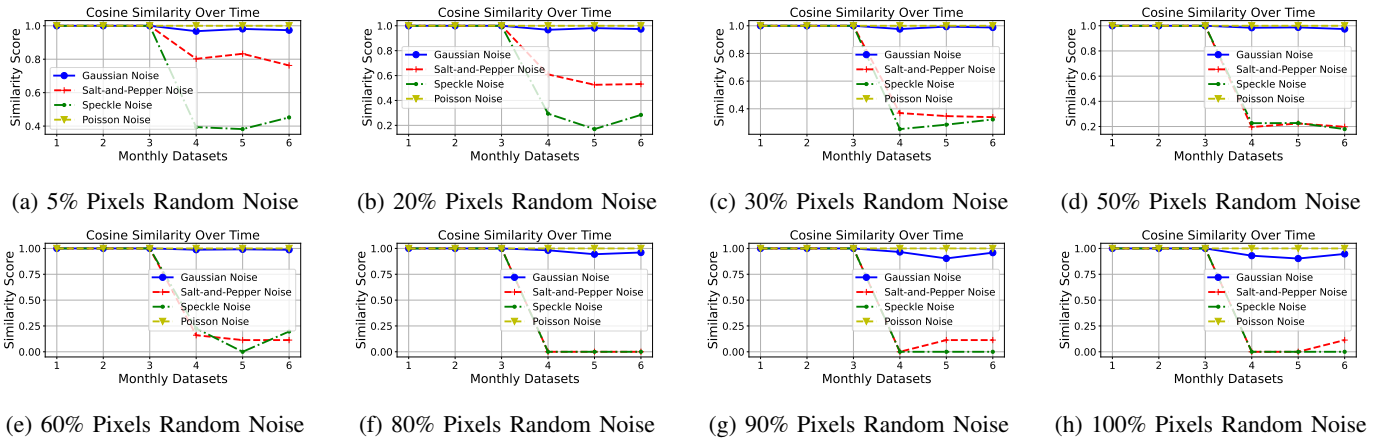 Cosine Similarity Over Time
Similarity Score
1.0
0.8
0.6
0.4
Gaussian Noise
Salt-and-Pepper Noise
Speckle Noise
Poisson Noise
1 2 3 4 5 6
Monthly Datasets
(a) 5% Pixels Random Noise
Cosine Similarity Over Time
Similarity Score
1.0
0.8
0.6
0.4
0.2
Gaussian Noise
Salt-and-Pepper Noise
Speckle Noise
Poisson Noise
1 2 3 4 5 6
Monthly Datasets
(b) 20% Pixels Random Noise
Cosine Similarity Over Time
Similarity Score
1.0
0.8
0.6
0.4
Gaussian Noise
Salt-and-Pepper Noise
Speckle Noise
Poisson Noise
1 2 3 4 5 6
Monthly Datasets
(c) 30% Pixels Random Noise
Cosine Similarity Over Time
Similarity Score
1.0
0.8
0.6
0.4
0.2
Gaussian Noise
Salt-and-Pepper Noise
Speckle Noise
Poisson Noise
1 2 3 4 5 6
Monthly Datasets
(d) 50% Pixels Random Noise
Cosine Similarity Over Time
Similarity Score
1.00
0.75
0.50
0.25
0.00
Gaussian Noise
Salt-and-Pepper Noise
Speckle Noise
Poisson Noise
1 2 3 4 5 6
Monthly Datasets
(e) 60% Pixels Random Noise
Cosine Similarity Over Time
Similarity Score
1.00
0.75
0.50
0.25
0.00
Gaussian Noise
Salt-and-Pepper Noise
Speckle Noise
Poisson Noise
1 2 3 4 5 6
Monthly Datasets
(f) 80% Pixels Random Noise
Cosine Similarity Over Time
Similarity Score
1.00
0.75
0.50
0.25
0.00
Gaussian Noise
Salt-and-Pepper Noise
Speckle Noise
Poisson Noise
1 2 3 4 5 6
Monthly Datasets
(g) 90% Pixels Random Noise
Cosine Similarity Over Time
Similarity Score
1.00
0.75
0.50
0.25
0.00
Gaussian Noise
Salt-and-Pepper Noise
Speckle Noise
Poisson Noise
1 2 3 4 5 6
Monthly Datasets
(h) 100% Pixels Random Noise